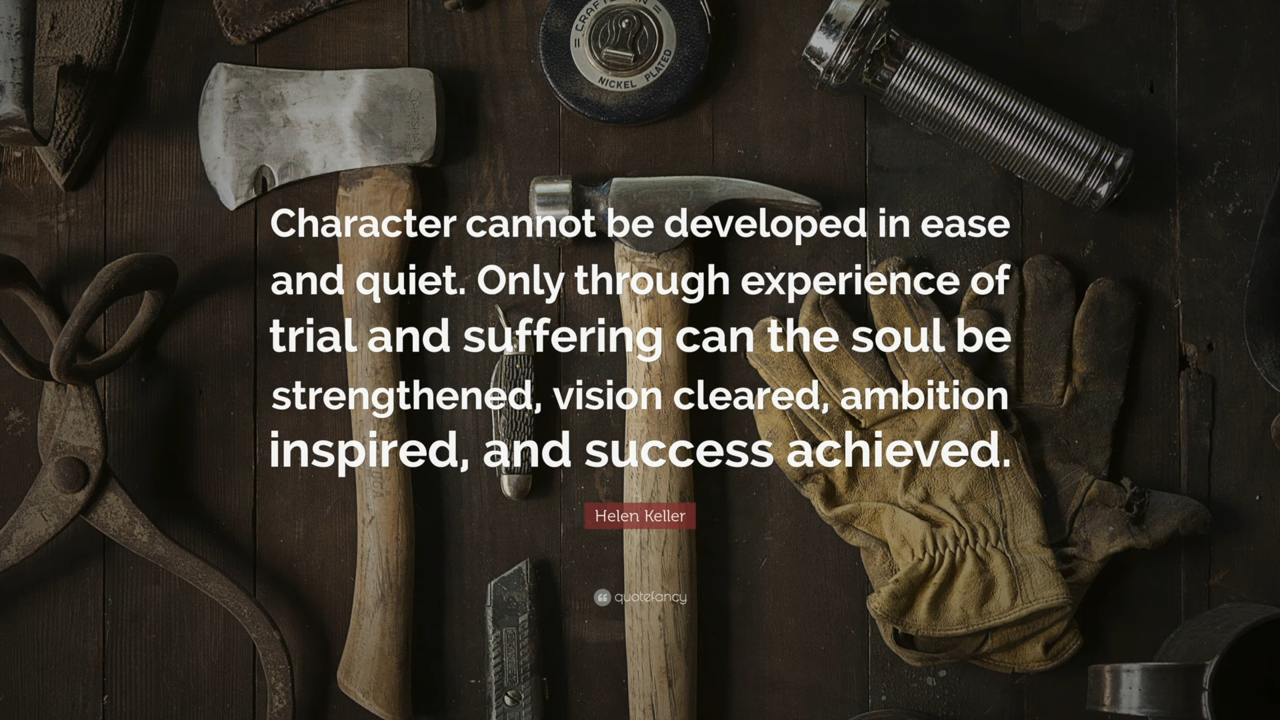 CRAFTSMAN
NICKEL PLATED
Character cannot be developed in ease
and quiet. Only through experience of
trial and suffering can the soul be
strengthened, vision cleared, ambition
inspired, and success achieved.
Helen Keller
quotefancy